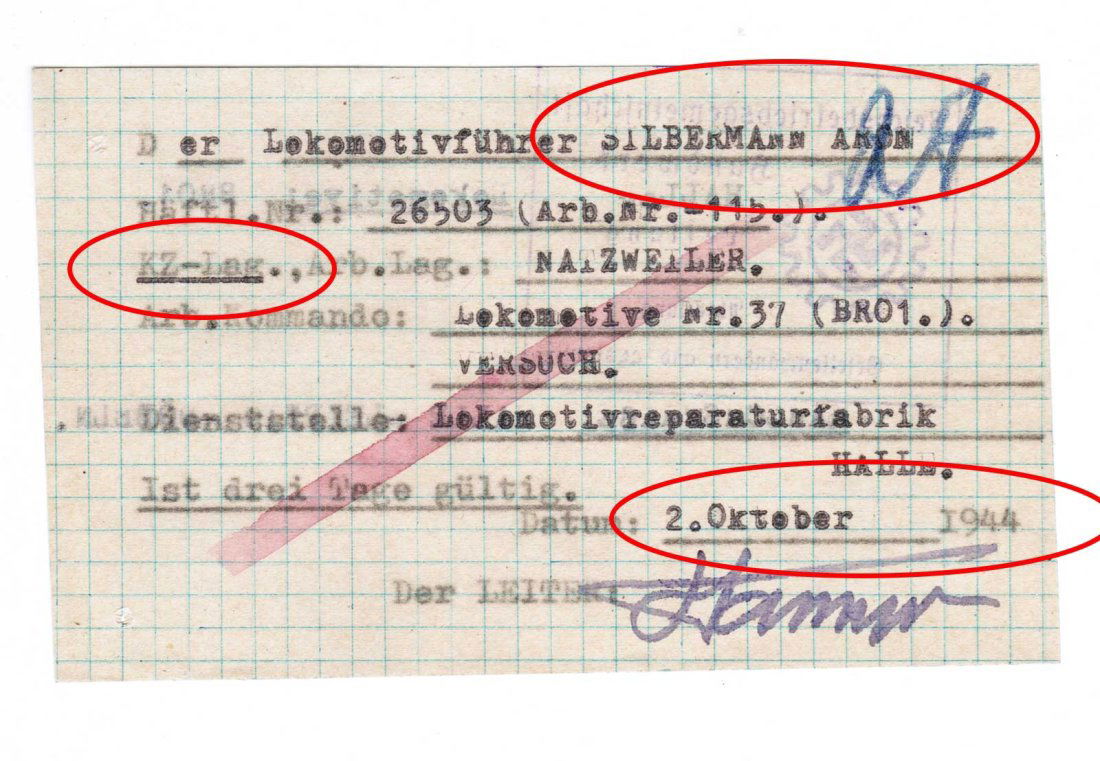 D er Lokomotivführer SILBERMANN ARON
Häftl.Nr.: 26503 (Arb.Nr.-115.).
KZ-Lag., Arb.Lag.: NATZWEILER.
Arb.Kommando: Lokomotive Nr.37 (BR01.).
VERSUCH.
Dienststelle: Lokomotivreparaturfabrik
HALLE.
Ist drei Tage gültig.
Datum: 2.Oktober 1944
Der LEITER: